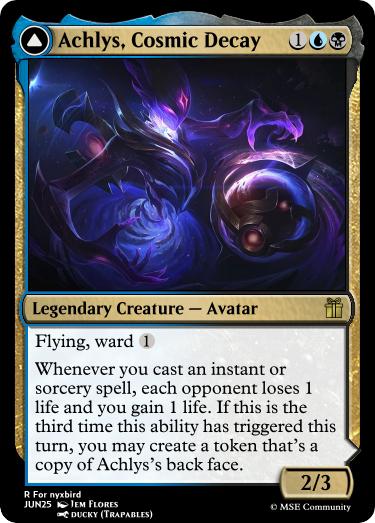 Achlys, Cosmic Decay 1
Legendary Creature — Avatar
Flying, ward 1
Whenever you cast an instant or
sorcery spell, each opponent loses 1
life and you gain 1 life. If this is the
third time this ability has triggered this
turn, you may create a token that's a
copy of Achlys's back face.
2/3
R For nyxbird
JUN25 Jem Flores © MSE Community
ducky (Trapables)